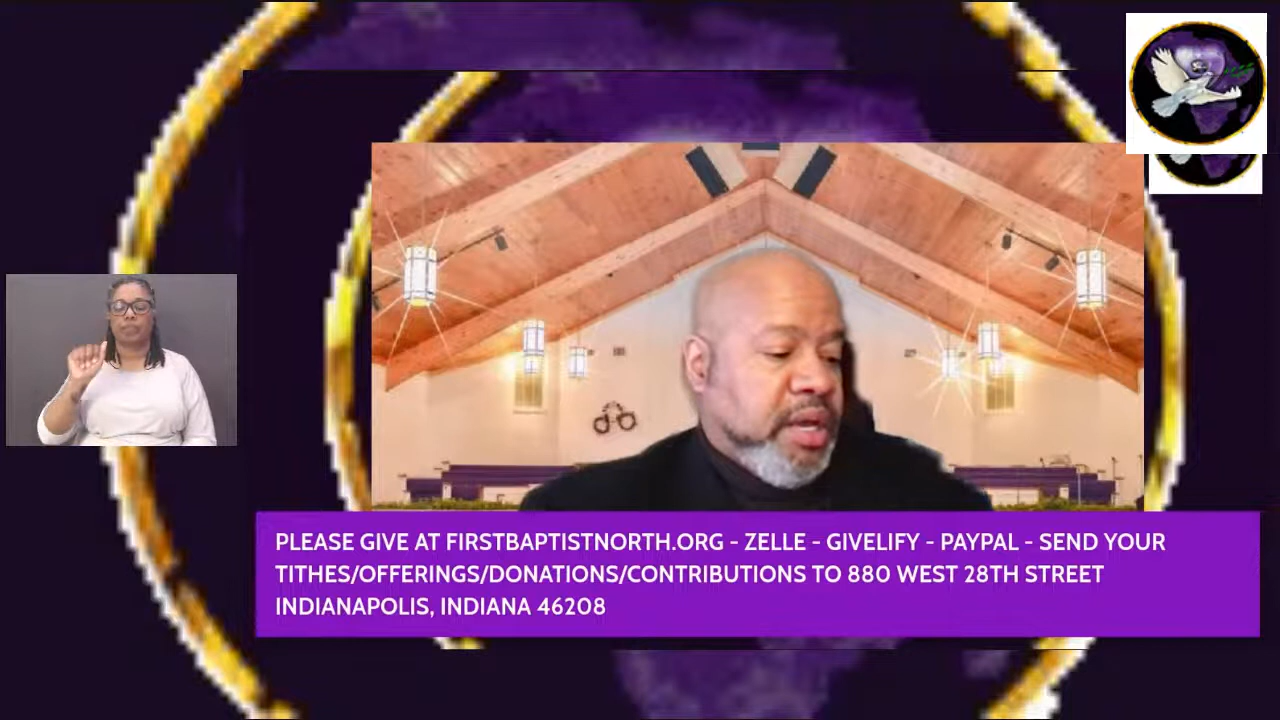 PLEASE GIVE AT FIRSTBAPTISTNORTH.ORG - ZELLE - GIVELIFY - PAYPAL - SEND YOUR
TITHES/OFFERINGS/DONATIONS/CONTRIBUTIONS TO 880 WEST 28TH STREET
INDIANAPOLIS, INDIANA 46208